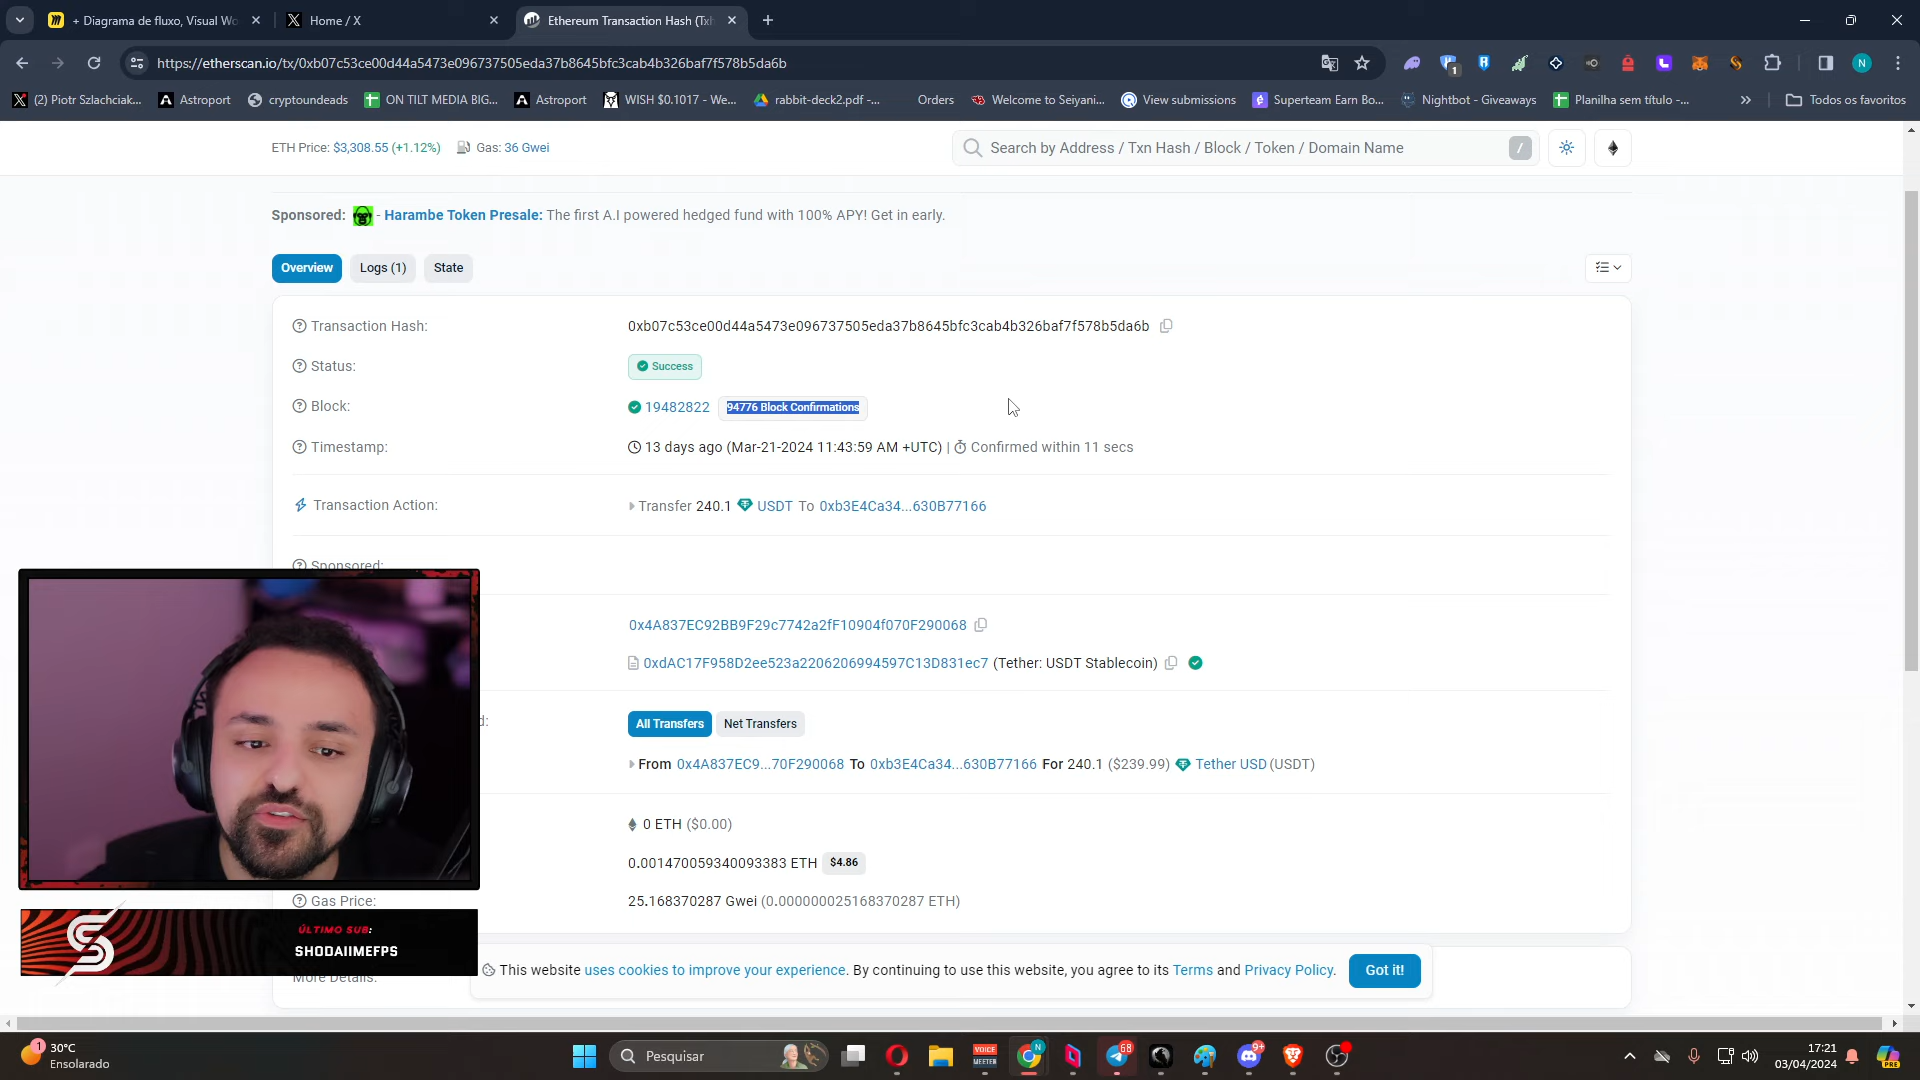 + Diagrama de fluxo, Visual Wo
Home / X
Ethereum Transaction Hash (Txh
https://etherscan.io/tx/0xb07c53ce00d44a5473e096737505eda37b8645bfc3cab4b326baf7f578b5da6b
1
N
(2) Piotr Szlachciak...
Astroport
cryptoundeads
ON TILT MEDIA BIG...
Astroport
WISH $0.1017 - We...
rabbit-deck2.pdf -...
Orders
Welcome to Seiyani...
View submissions
Superteam Earn Bo...
Nightbot - Giveaways
Planilha sem título -...
»
Todos os favoritos
ETH Price: $3,308.55 (+1.12%)
Gas: 36 Gwei
Search by Address / Txn Hash / Block / Token / Domain Name
/
Sponsored: - Harambe Token Presale: The first A.I powered hedged fund with 100% APY! Get in early.
Overview
Logs (1)
State
Transaction Hash:
0xb07c53ce00d44a5473e096737505eda37b8645bfc3cab4b326baf7f578b5da6b
Status:
Success
Block:
19482822
94776 Block Confirmations
Timestamp:
13 days ago (Mar-21-2024 11:43:59 AM +UTC) | Confirmed within 11 secs
Transaction Action:
Transfer 240.1 USDT To 0xb3E4Ca34...630B77166
Sponsored:
0x4A837EC92BB9F29c7742a2fF10904f070F290068
0xdAC17F958D2ee523a2206206994597C13D831ec7 (Tether: USDT Stablecoin)
d:
All Transfers
Net Transfers
From 0x4A837EC9...70F290068 To 0xb3E4Ca34...630B77166 For 240.1 ($239.99) Tether USD (USDT)
0 ETH ($0.00)
0.001470059340093383 ETH
$4.86
Gas Price:
25.168370287 Gwei (0.000000025168370287 ETH)
ÚLTIMO SUB:
SHODAIIMEFPS
More Details:
This website uses cookies to improve your experience. By continuing to use this website, you agree to its Terms and Privacy Policy.
Got it!
1
30°C
Ensolarado
Pesquisar
VOICE
MEETER
N
68
9+
17:21
03/04/2024
PRE